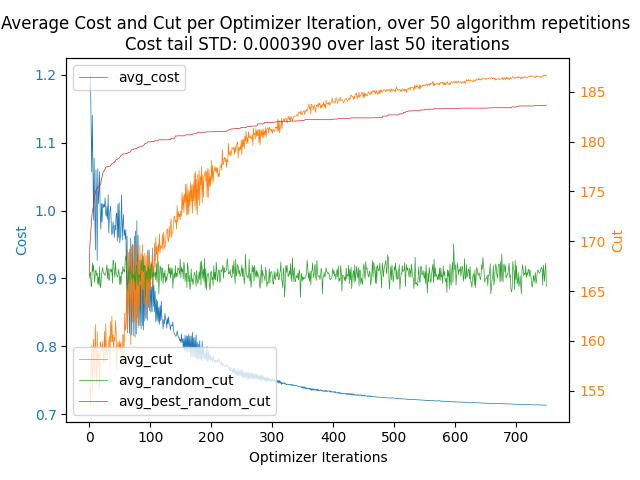 Average Cost and Cut per Optimizer Iteration, over 50 algorithm repetitions
Cost tail STD: 0.000390 over last 50 iterations
avg_cost
1.2
1.1
1.0
0.9
0.8
0.7
Cost
185
180
175
170
165
160
155
Cut
avg_cut
avg_random_cut
avg_best_random_cut
0 100 200 300 400 500 600 700
Optimizer Iterations